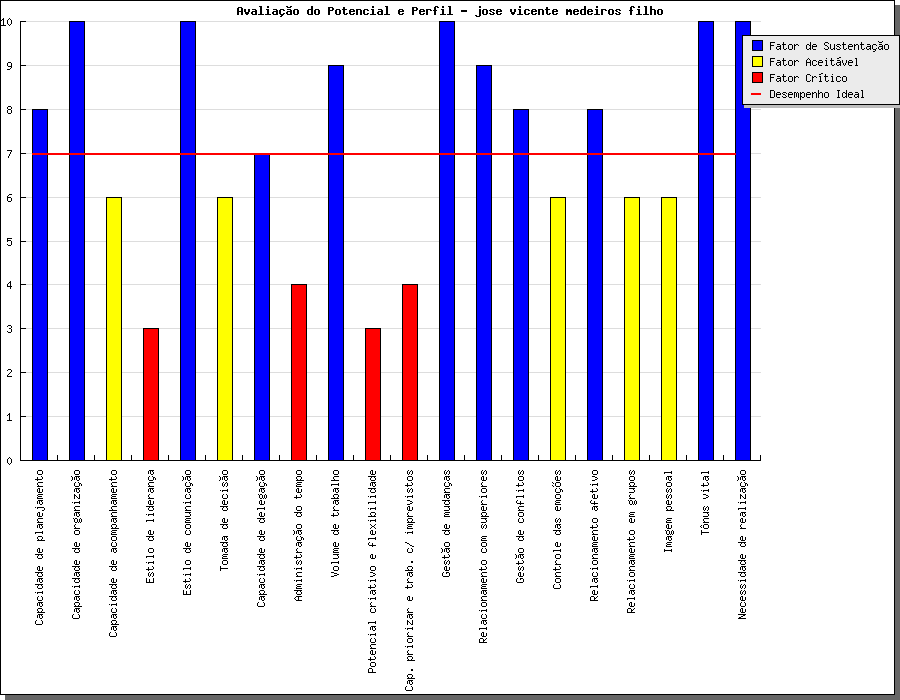 Avaliação do Potencial e Perfil - jose vicente medeiros filho
Fator de Sustentação
Fator Aceitável
Fator Crítico
Desempenho Ideal
10
9
8
7
6
5
4
3
2
1
0
Capacidade de planejamento
Capacidade de organização
Capacidade de acompanhamento
Estilo de liderança
Estilo de comunicação
Tomada de decisão
Capacidade de delegação
Administração do tempo
Volume de trabalho
Potencial criativo e flexibilidade
Cap. priorizar e trab. c/ imprevistos
Gestão de mudanças
Relacionamento com superiores
Gestão de conflitos
Controle das emoções
Relacionamento afetivo
Relacionamento em grupos
Imagem pessoal
Tônus vital
Necessidade de realização